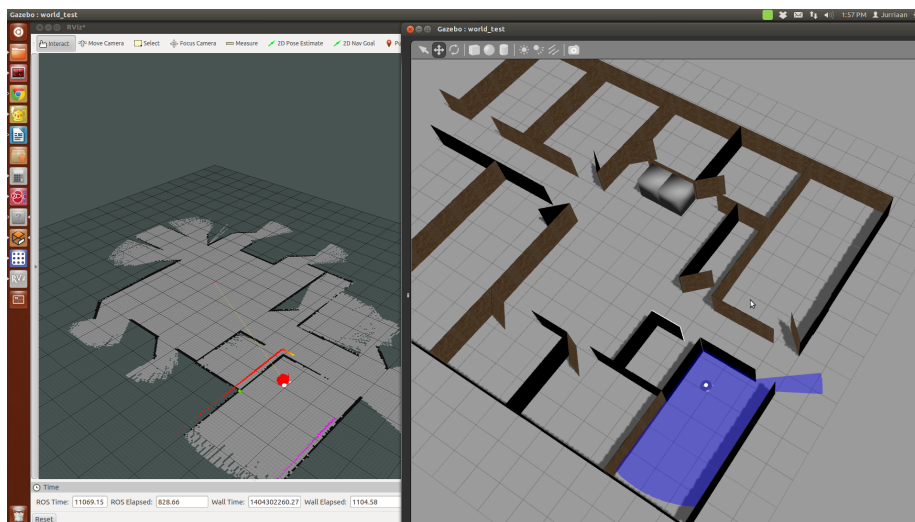 Gazebo : world_test
1:57 PM Jurriaan
RViz*
Interact Move Camera Select Focus Camera Measure 2D Pose Estimate 2D Nav Goal
Gazebo : world_test
Time
ROS Time: 11069.15 ROS Elapsed: 828.66 Wall Time: 1404302260.27 Wall Elapsed: 1104.58
Reset